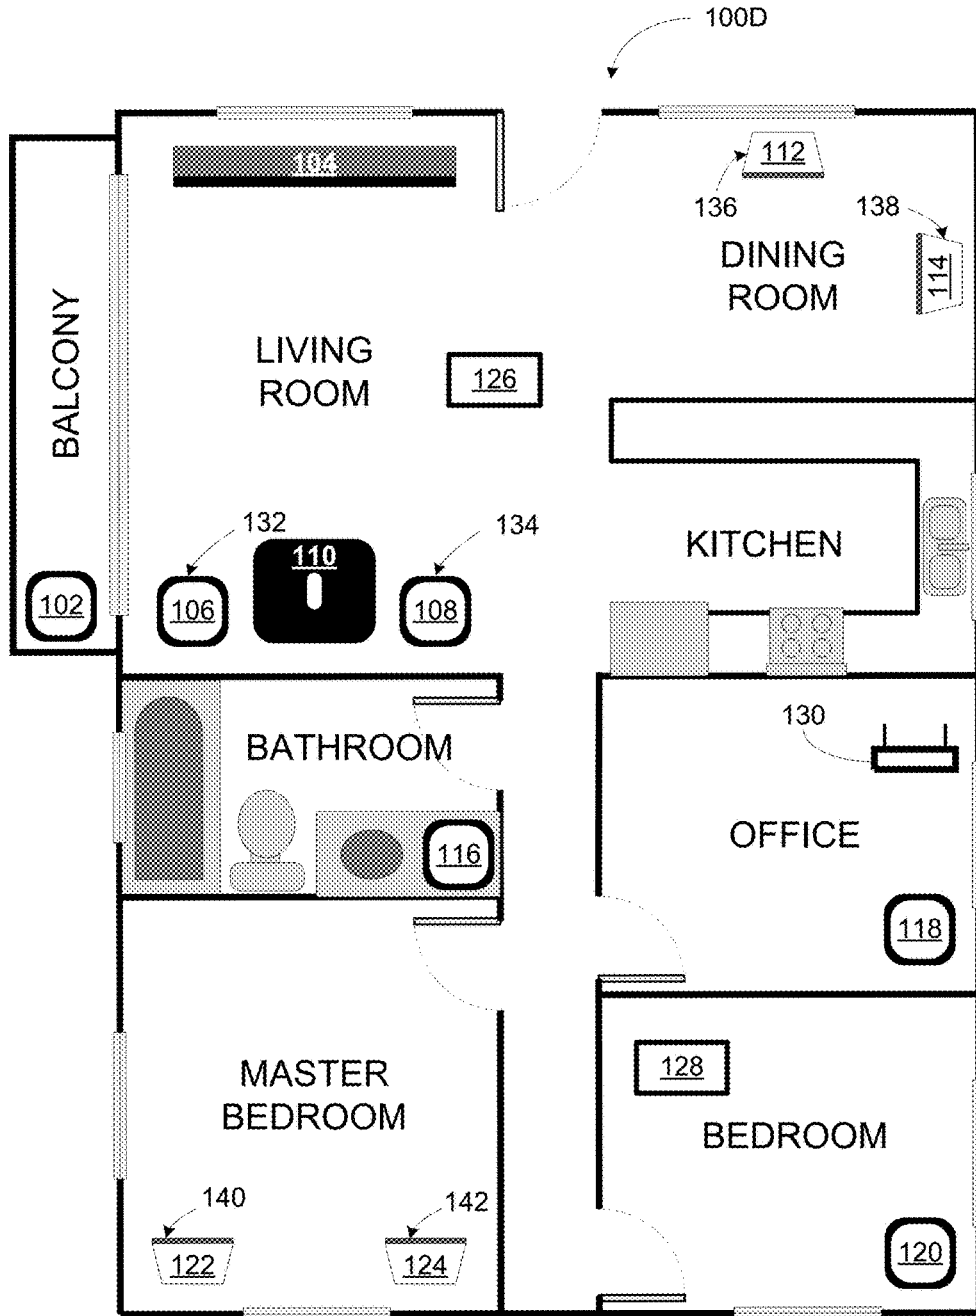 100D
104
112
136
138
114
DINING
ROOM
BALCONY
LIVING
ROOM
126
132
110
134
KITCHEN
102
106
108
130
BATHROOM
OFFICE
116
118
128
MASTER
BEDROOM
BEDROOM
140
142
122
124
120